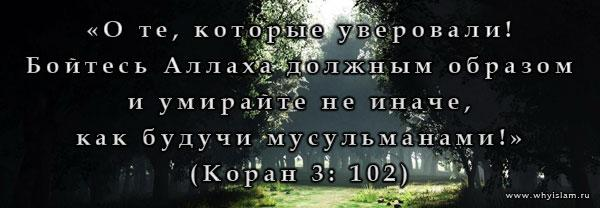 «О те, которые уверовали!
Бойтесь Аллаха должным образом
и умирайте не иначе,
как будучи мусульманами!»
(Коран 3: 102)
www.whyislam.ru